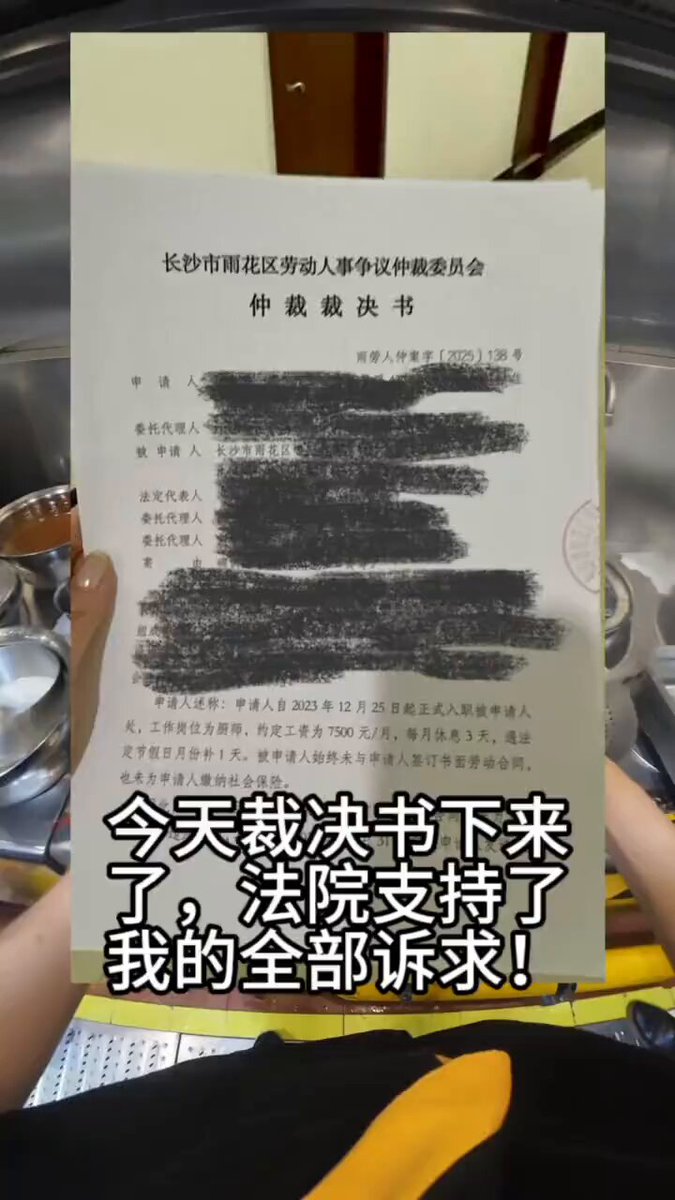 长沙市雨花区劳动人事争议仲裁委员会
仲裁裁决书
雨劳人仲案字〔2025〕138号
申请人
委托代理人
被申请人 长沙市雨花区
法定代表人
委托代理人
委托代理人
案由
申请人述称：申请人自2023年12月25日起正式入职被申请人
处，工作岗位为厨师，约定工资为7500元/月，每月休息3天，遇法
定节假日月份补1天。被申请人始终未与申请人签订书面劳动合同，
也未为申请人缴纳社会保险。
今天裁决书下来
了，法院支持了
我的全部诉求！